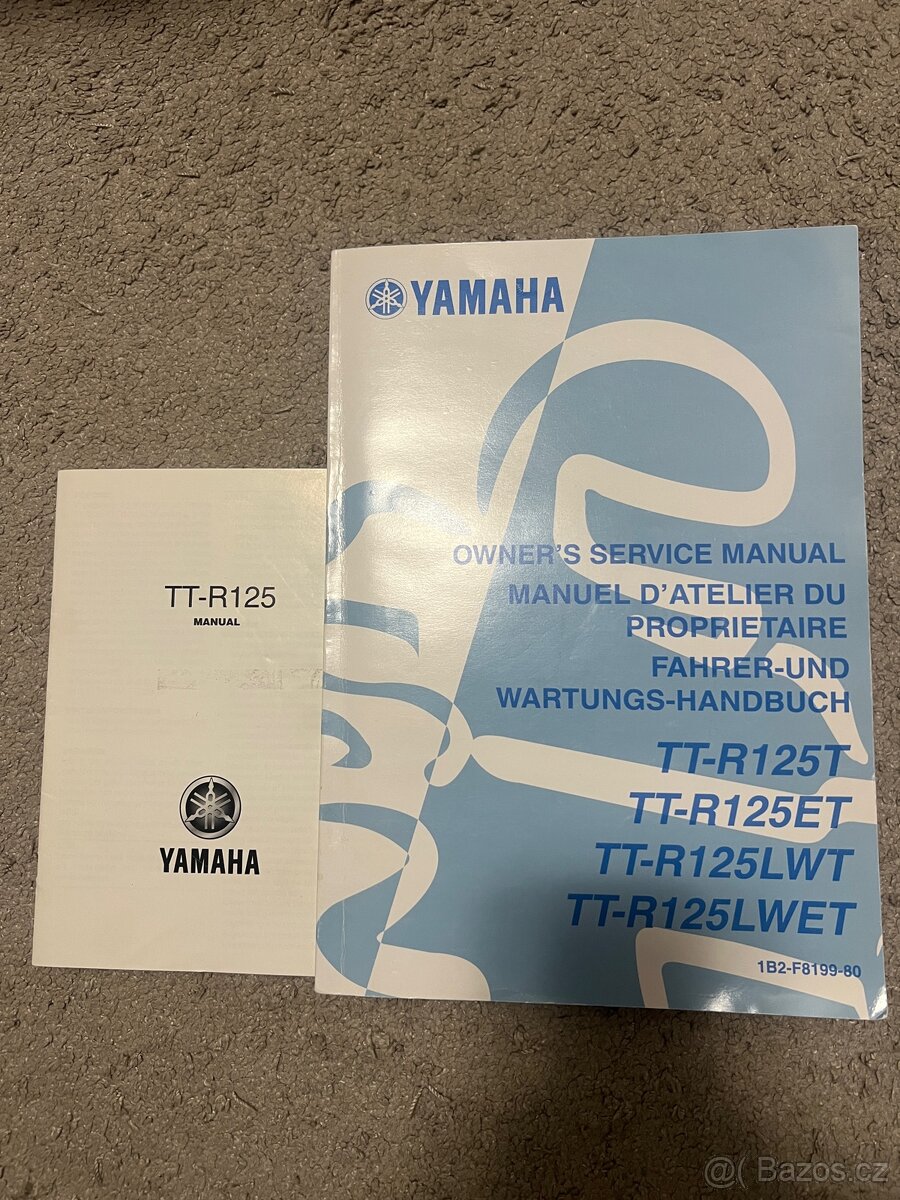 YAMAHA
OWNER'S SERVICE MANUAL
MANUEL D'ATELIER DU
PROPRIETAIRE
FAHRER-UND
WARTUNGS-HANDBUCH
TT-R125T
TT-R125ET
TT-R125LWT
TT-R125LWET
1B2-F8199-80
TT-R125
MANUAL
YAMAHA
@( Bazos.cz